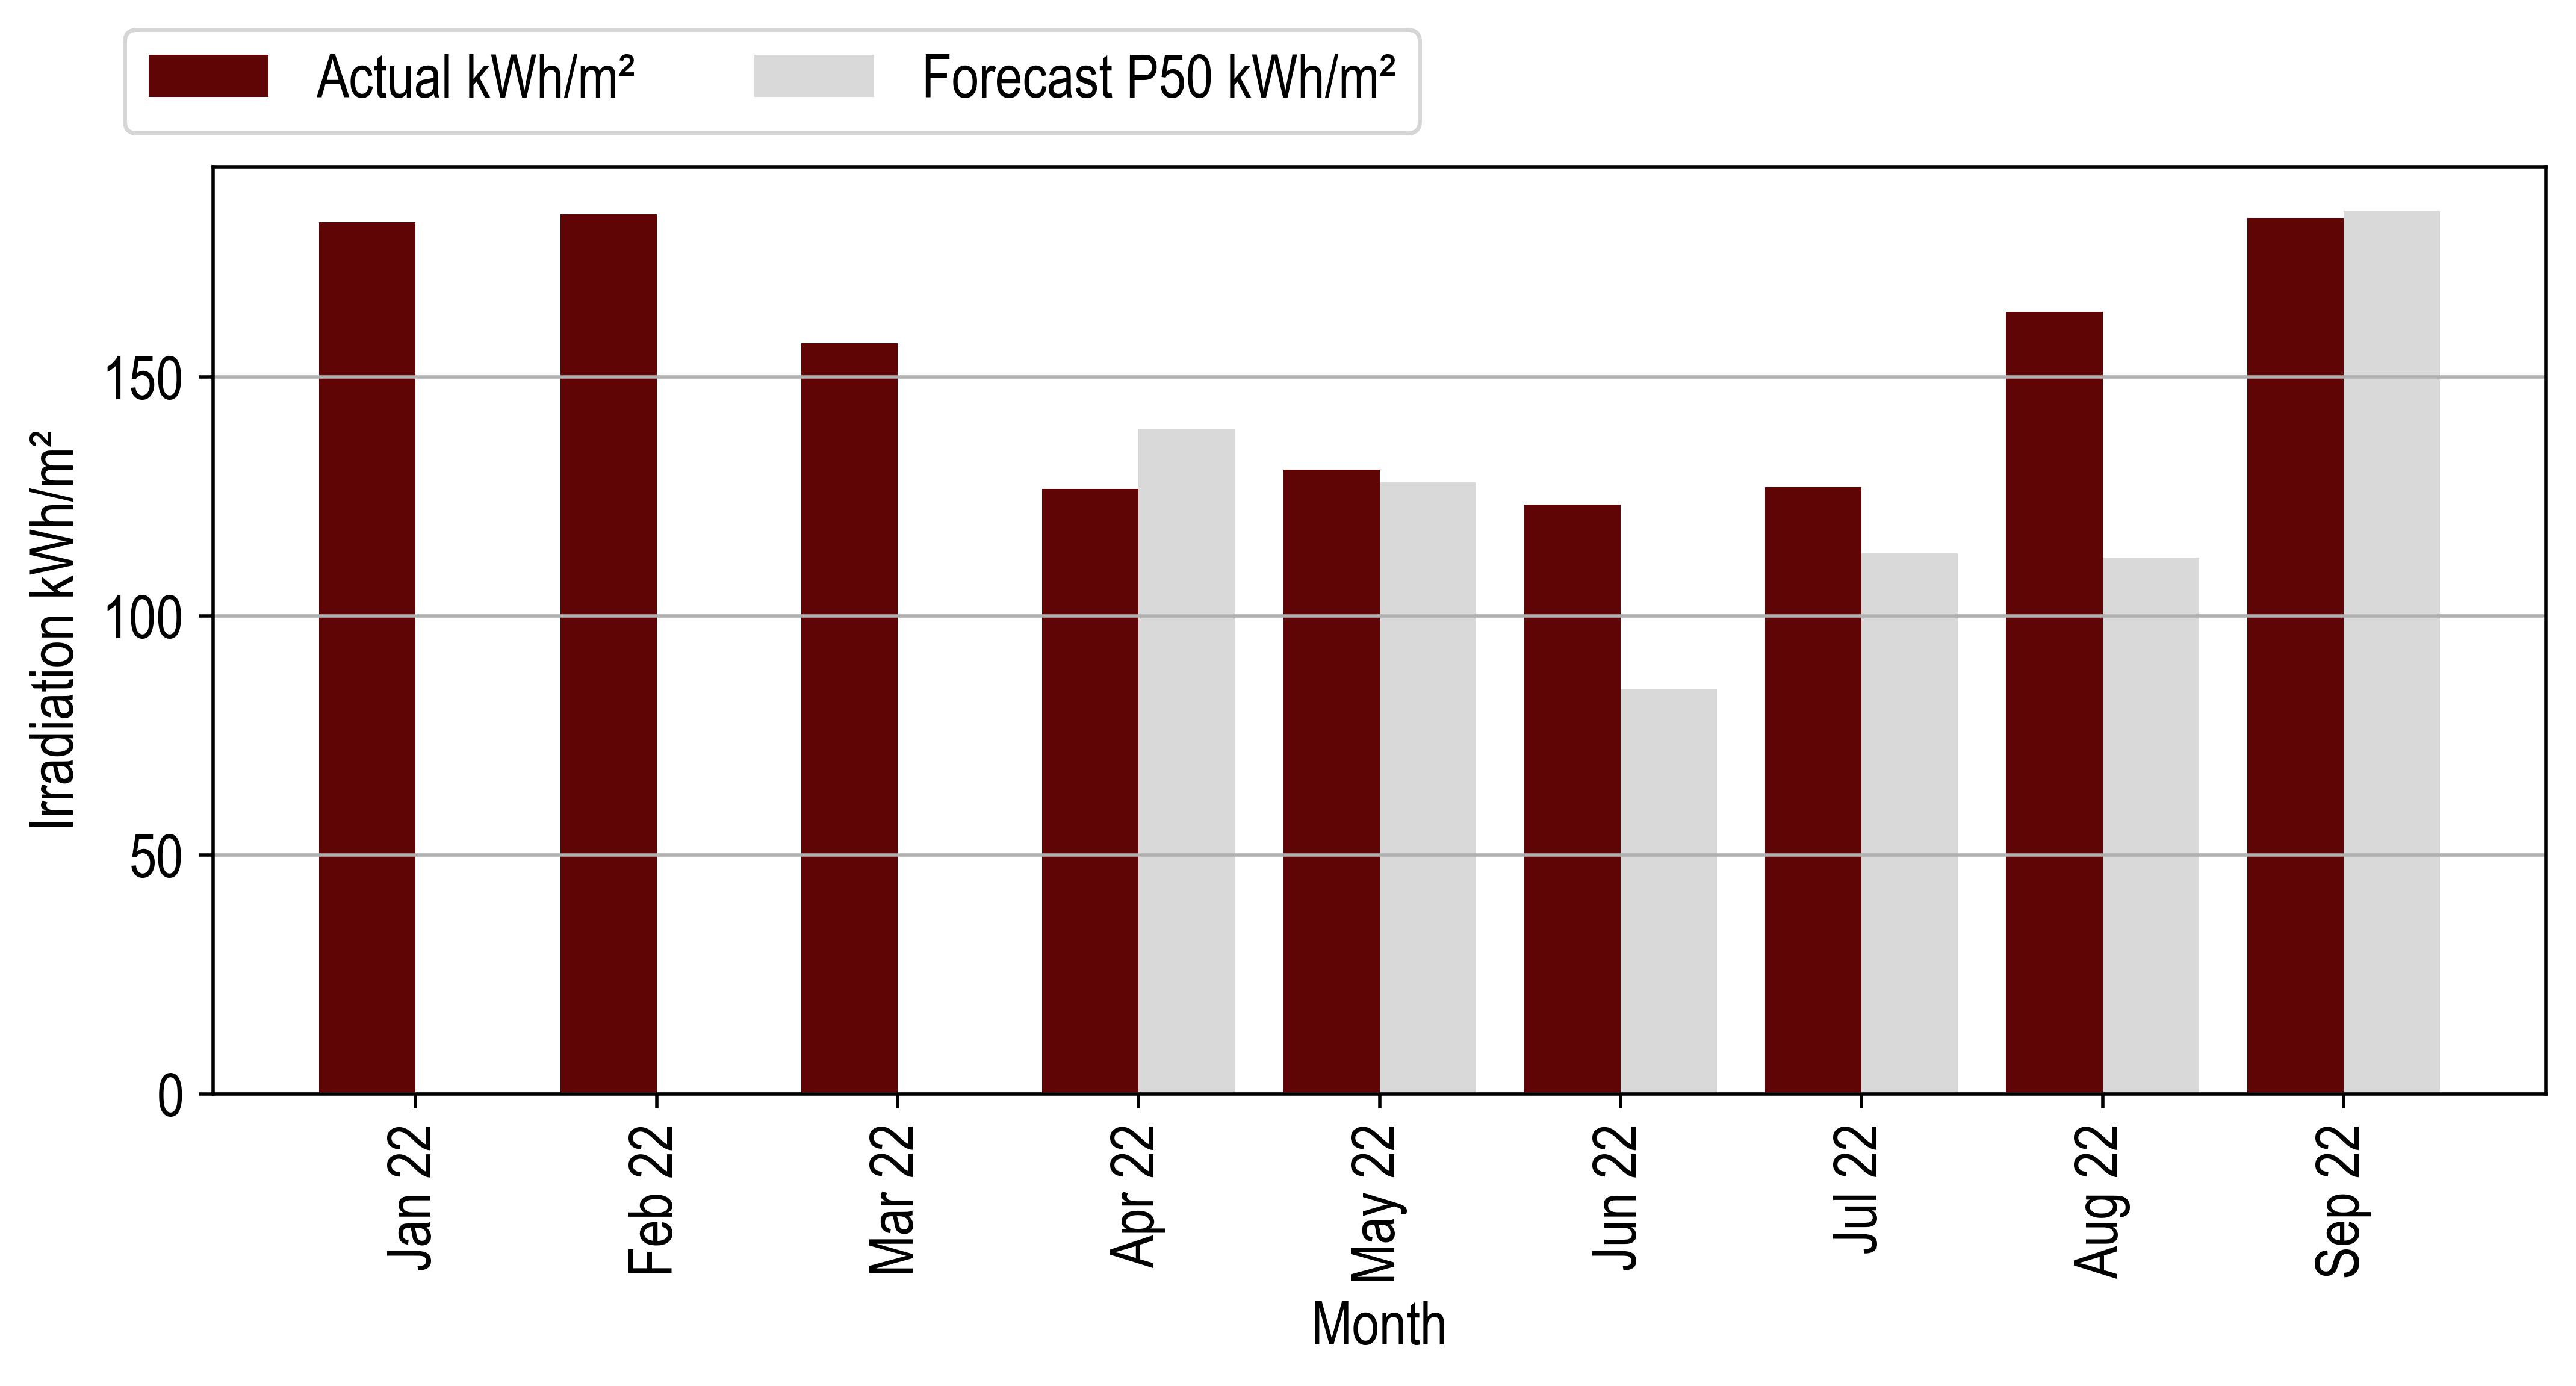 Actual kWh/m²
Forecast P50 kWh/m²
Irradiation kWh/m²
150
100
50
0
Jan 22
Feb 22
Mar 22
Apr 22
May 22
Jun 22
Jul 22
Aug 22
Sep 22
Month